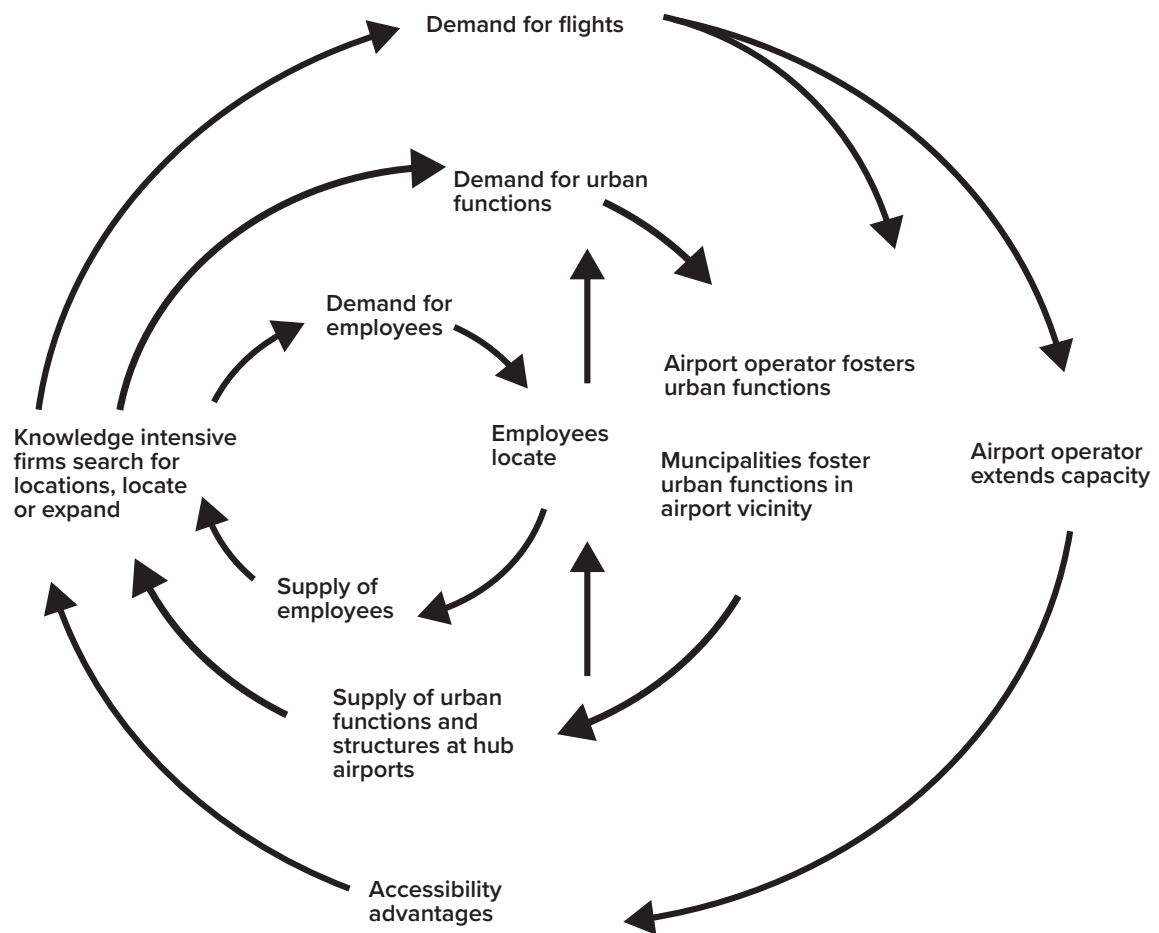 Demand for flights
Demand for urban
functions
Demand for
employees
Airport operator fosters
urban functions
Knowledge intensive
firms search for
locations, locate
or expand
Employees
locate
Muncipalities foster
urban functions in
airport vicinity
Airport operator
extends capacity
Supply of
employees
Supply of urban
functions and
structures at hub
airports
Accessibility
advantages